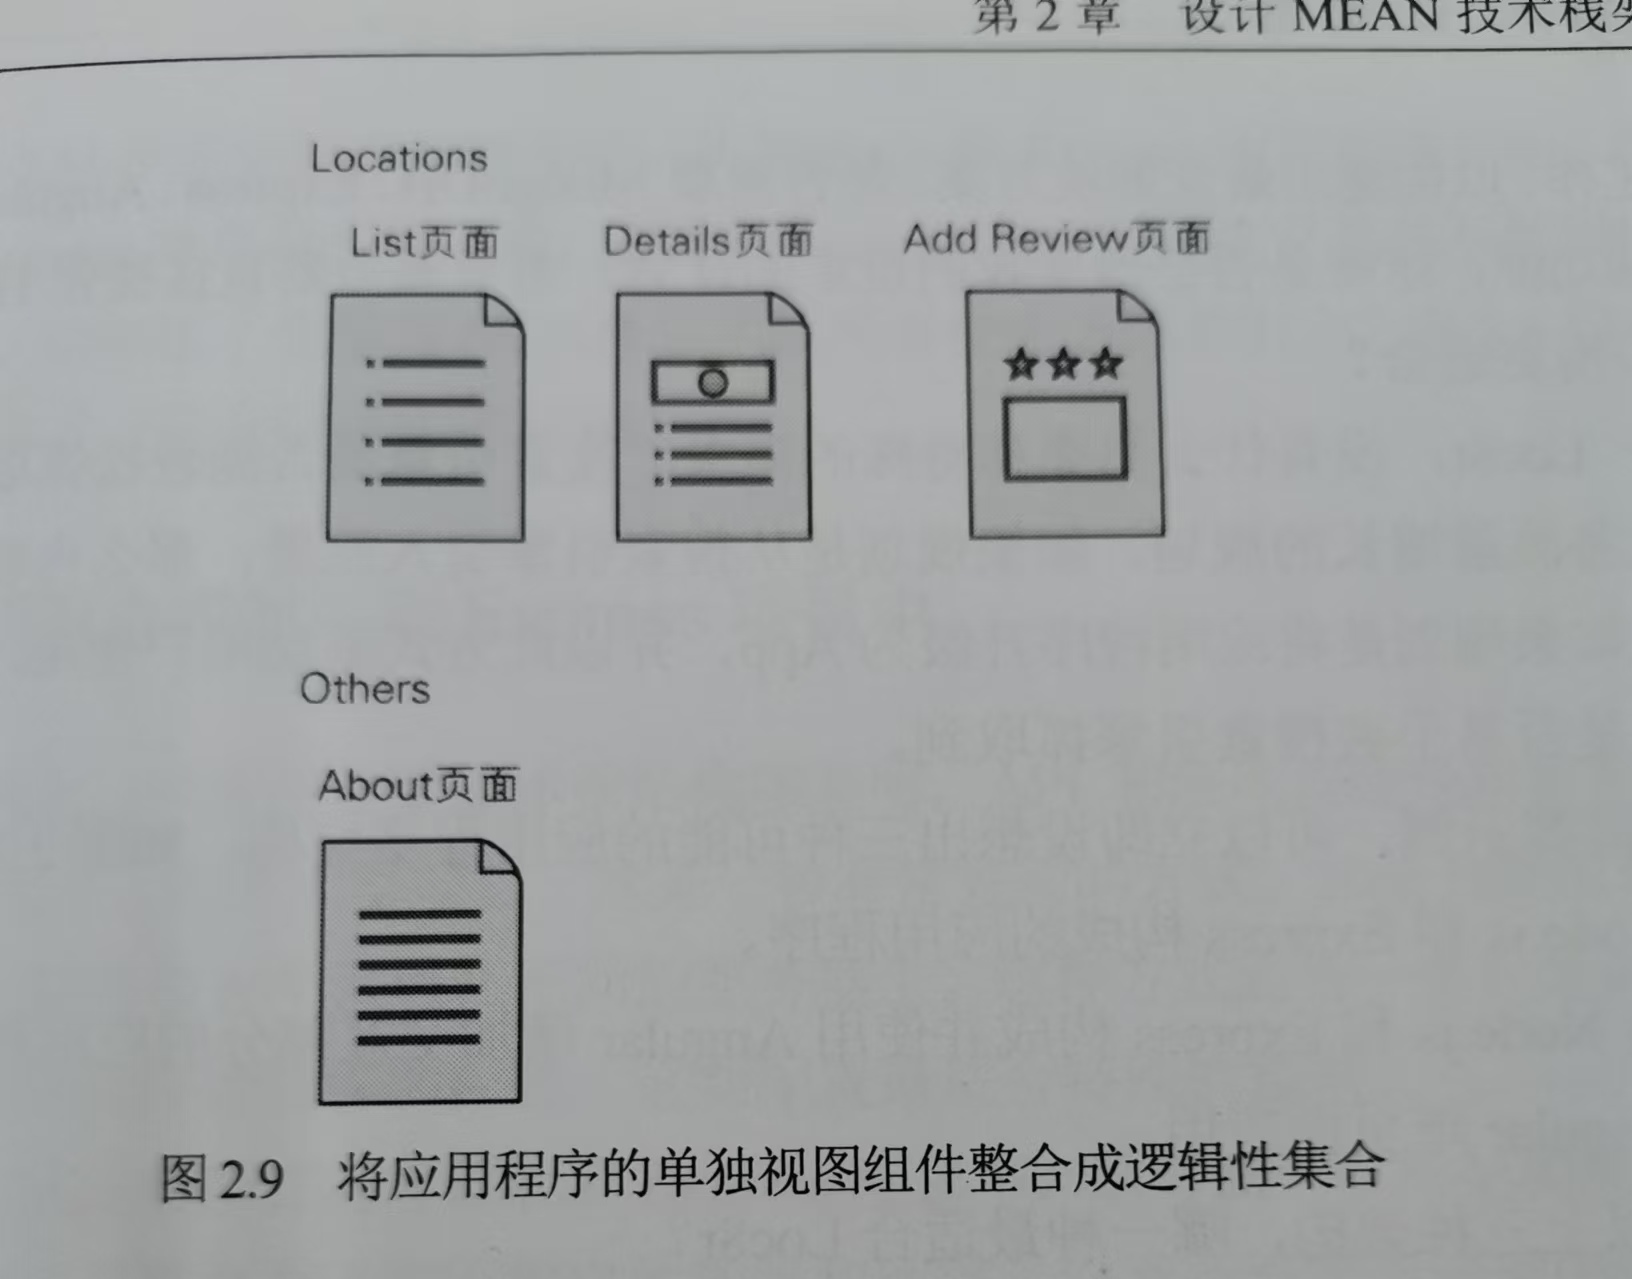 第 2 章 设计 MEAN 技术栈架
Locations
List页面 Details页面 Add Review页面
Others
About页面
图 2.9 将应用程序的单独视图组件整合成逻辑性集合